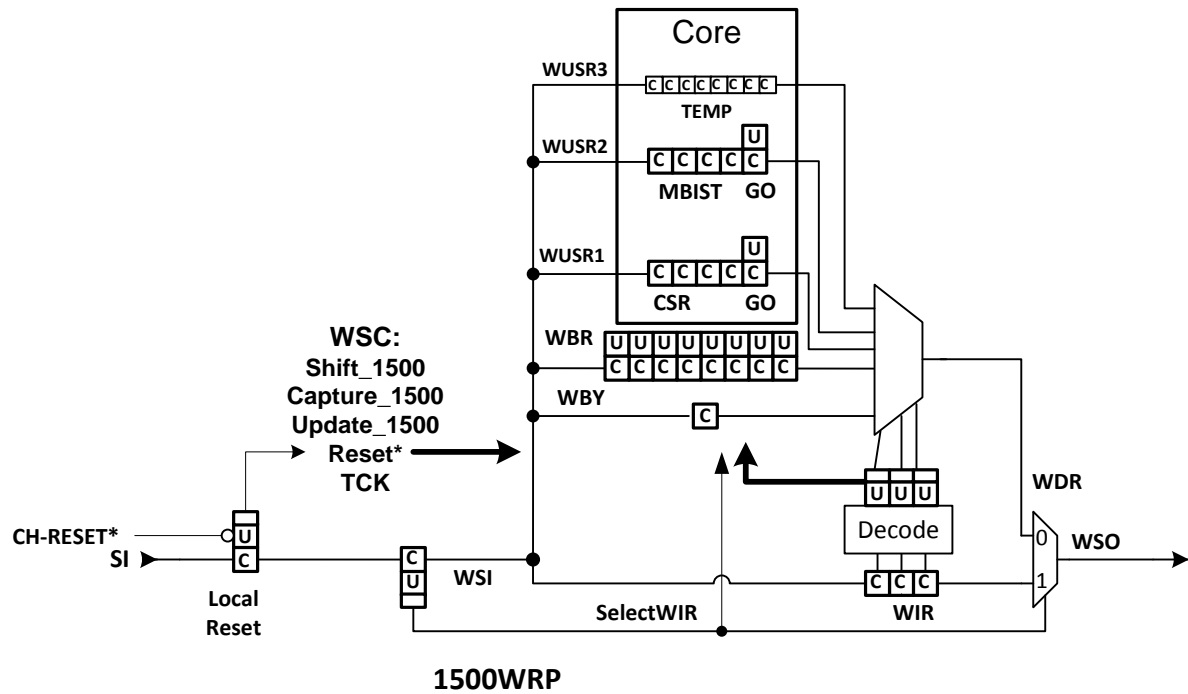 Core
WUSR3
C C C C C C C C
TEMP
WUSR2
U
C C C C C C
MBIST GO
WUSR1
U
C C C C C C
CSR GO
WSC:
Shift_1500
Capture_1500
Update_1500
Reset*
TCK
WBR
U U U U U U U U
C C C C C C C C
WBY
C
U U U
Decode
WDR
CH-RESET*
U
SI
C
C
U
WSI
0
1
WSO
C C C
WIR
Local
Reset
SelectWIR
1500WRP